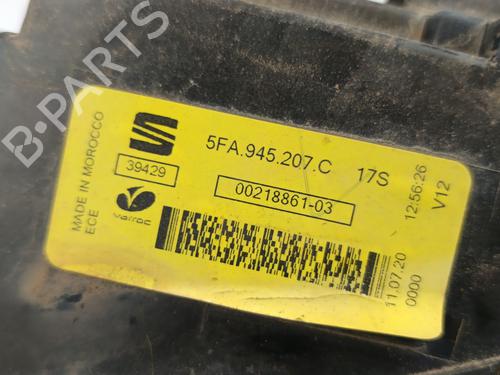 B-PARTS
MADE IN MOROCCO
ECE
39429
varroc
5FA.945.207.C
17S
00218861-03
12:56:26
V12
11.07.20
0000